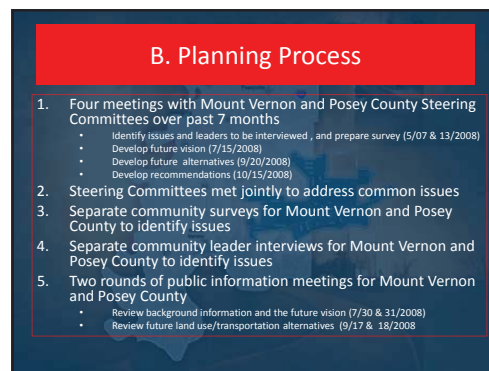 B. Planning Process
1. Four meetings with Mount Vernon and Posey County Steering
Committees over past 7 months
• Identify issues and leaders to be interviewed , and prepare survey (5/07 & 13/2008)
• Develop future vision (7/15/2008)
• Develop future alternatives (9/20/2008)
• Develop recommendations (10/15/2008)
2. Steering Committees met jointly to address common issues
3. Separate community surveys for Mount Vernon and Posey
County to identify issues
4. Separate community leader interviews for Mount Vernon and
Posey County to identify issues
5. Two rounds of public information meetings for Mount Vernon
and Posey County
• Review background information and the future vision (7/30 & 31/2008)
• Review future land use/transportation alternatives (9/17 & 18/2008